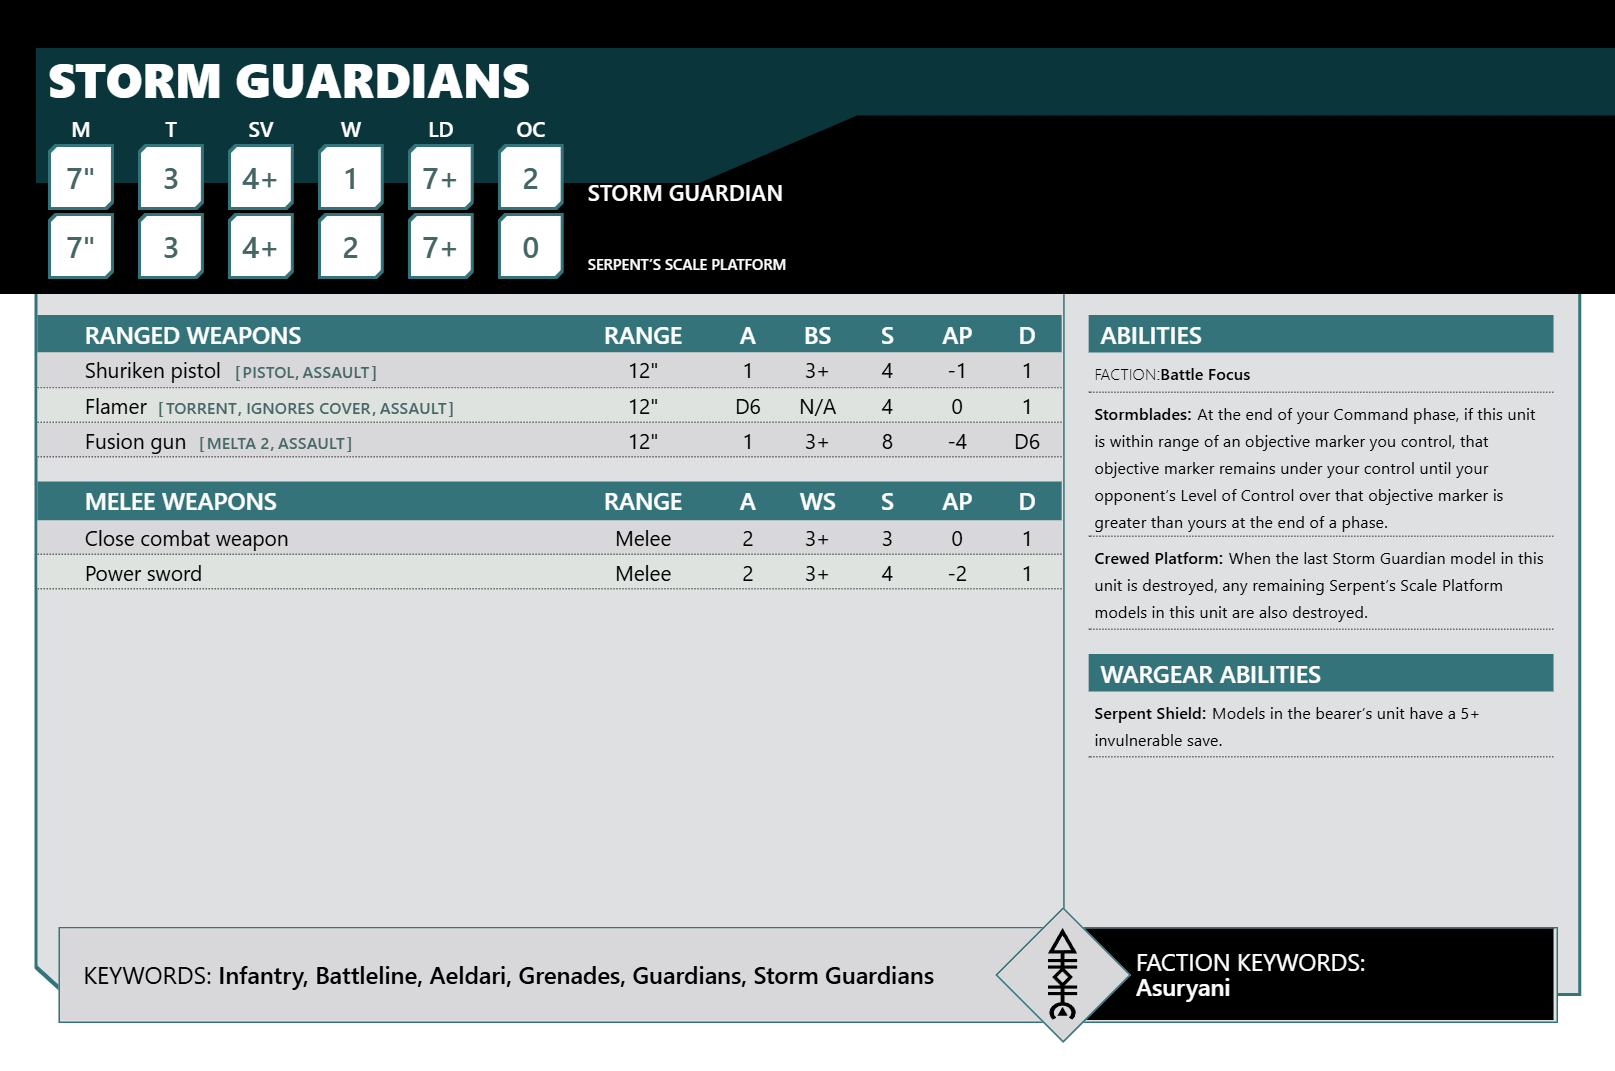 STORM GUARDIANS
M T SV W LD OC
7" 3 4+ 1 7+ 2 STORM GUARDIAN
7" 3 4+ 2 7+ 0 SERPENT'S SCALE PLATFORM
RANGED WEAPONS RANGE A BS S AP D
Shuriken pistol [PISTOL, ASSAULT] 12" 1 3+ 4 -1 1
Flamer [TORRENT, IGNORES COVER, ASSAULT] 12" D6 N/A 4 0 1
Fusion gun [MELTA 2, ASSAULT] 12" 1 3+ 8 -4 D6
MELEE WEAPONS RANGE A WS S AP D
Close combat weapon Melee 2 3+ 3 0 1
Power sword Melee 2 3+ 4 -2 1
ABILITIES
FACTION:Battle Focus
Stormblades: At the end of your Command phase, if this unit
is within range of an objective marker you control, that
objective marker remains under your control until your
opponent's Level of Control over that objective marker is
greater than yours at the end of a phase.
Crewed Platform: When the last Storm Guardian model in this
unit is destroyed, any remaining Serpent's Scale Platform
models in this unit are also destroyed.
WARGEAR ABILITIES
Serpent Shield: Models in the bearer's unit have a 5+
invulnerable save.
KEYWORDS: Infantry, Battleline, Aeldari, Grenades, Guardians, Storm Guardians
FACTION KEYWORDS:
Asuryani